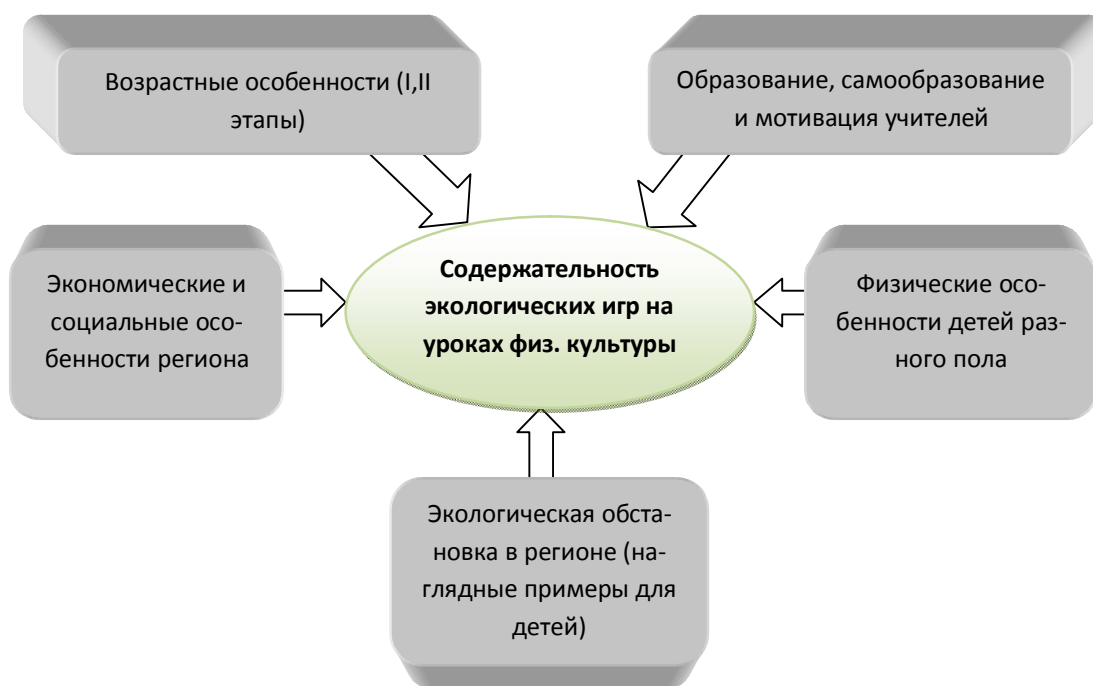 Возрастные особенности (I,II
этапы)
Образование, самообразование
и мотивация учителей
Экономические и
социальные осо-
бенности региона
Содержательность
экологических игр на
уроках физ. культуры
Физические осо-
бенности детей раз-
ного пола
Экологическая обста-
новка в регионе (на-
глядные примеры для
детей)